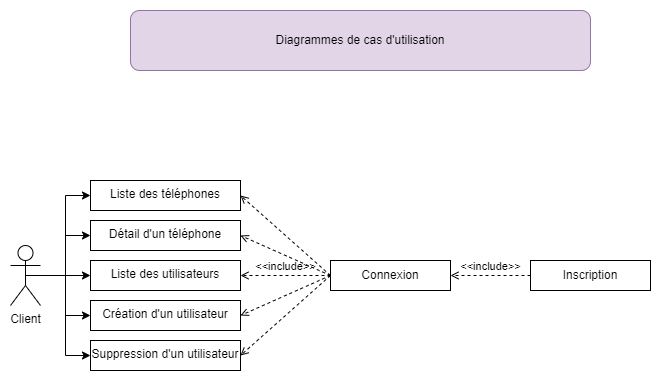 Diagrammes de cas d'utilisation
Liste des téléphones
Détail d'un téléphone
Liste des utilisateurs
<<include>>
Connexion
<<include>>
Inscription
Création d'un utilisateur
Client
Suppression d'un utilisateur